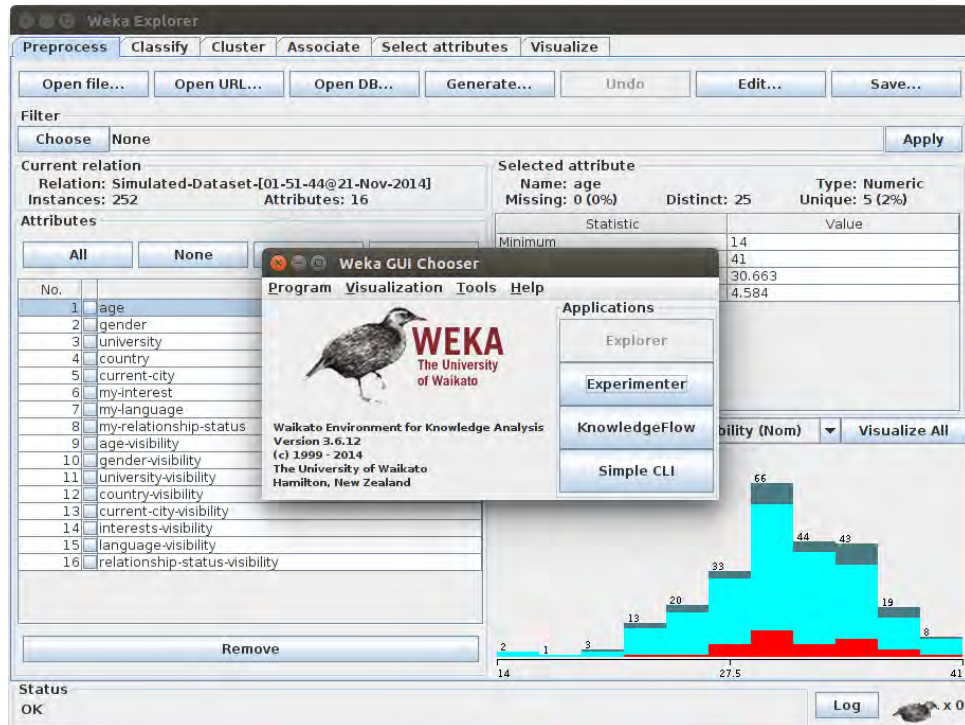 Weka Explorer
Preprocess Classify Cluster Associate Select attributes Visualize
Open file... Open URL... Open DB... Generate... Undo Edit... Save...
Filter
Choose None Apply
Current relation
Relation: Simulated-Dataset-[01-51-44@21-Nov-2014]
Instances: 252 Attributes: 16
Selected attribute
Name: age Type: Numeric
Missing: 0 (0%) Distinct: 25 Unique: 5 (2%)
Statistic Value
Minimum 14
41
30.663
4.584
Attributes
All None
No.
1 age
2 gender
3 university
4 country
5 current-city
6 my-interest
7 my-language
8 my-relationship-status
9 age-visibility
10 gender-visibility
11 university-visibility
12 country-visibility
13 current-city-visibility
14 interests-visibility
15 language-visibility
16 relationship-status-visibility
Remove
Weka GUI Chooser
Program Visualization Tools Help
WEKA
The University
of Waikato
Waikato Environment for Knowledge Analysis
Version 3.6.12
(c) 1999 - 2014
The University of Waikato
Hamilton, New Zealand
Applications
Explorer
Experimenter
KnowledgeFlow
Simple CLI
bility (Nom) Visualize All
2 1 3 13 20 33 66 44 43 19 8
14 27.5 41
Status
OK
Log x 0